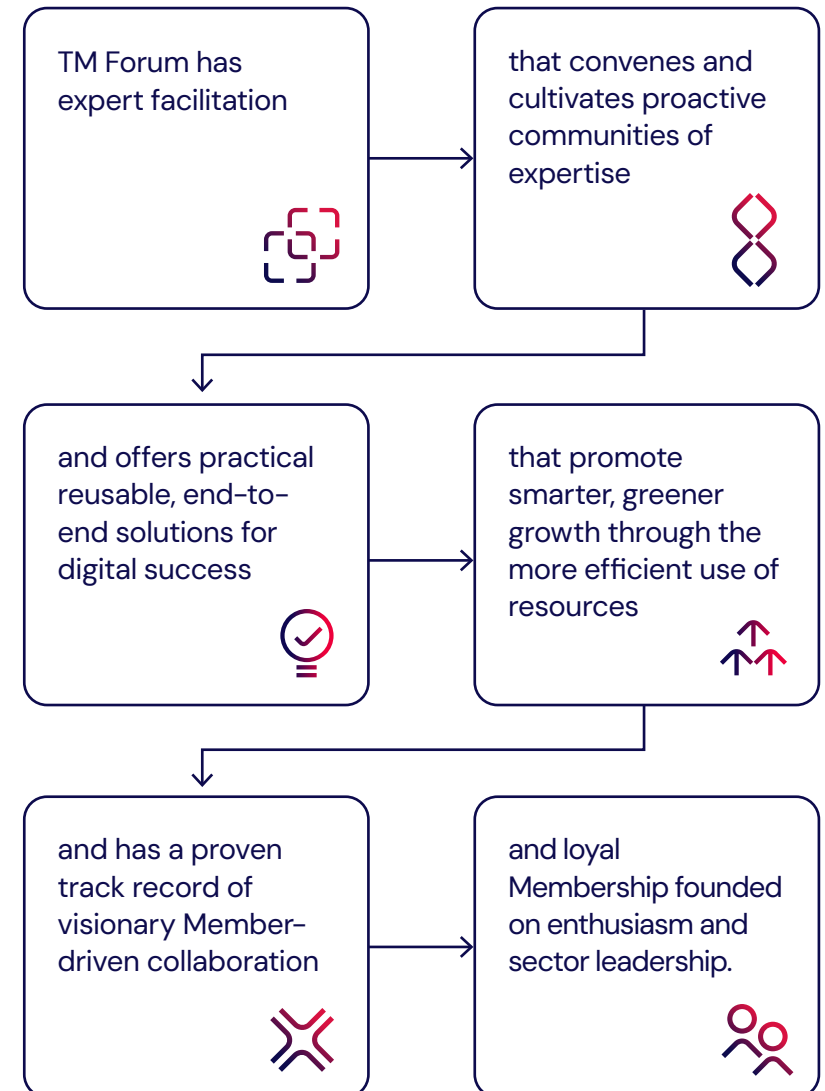 TM Forum has
expert facilitation
that convenes and
cultivates proactive
communities of
expertise
and offers practical
reusable, end-to-
end solutions for
digital success
that promote
smarter, greener
growth through the
more efficient use of
resources
and has a proven
track record of
visionary Member-
driven collaboration
and loyal
Membership founded
on enthusiasm and
sector leadership.